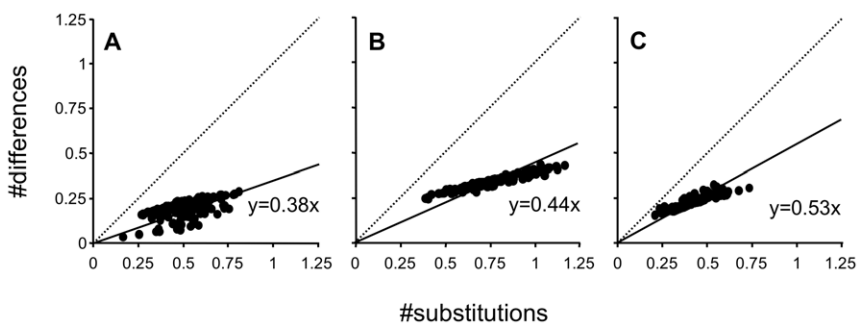 #differences
1.25
1
0.75
0.5
0.25
0
A
y=0.38x
0 0.25 0.5 0.75 1 1.25
B
y=0.44x
0 0.25 0.5 0.75 1 1.25
C
y=0.53x
0 0.25 0.5 0.75 1 1.25
#substitutions